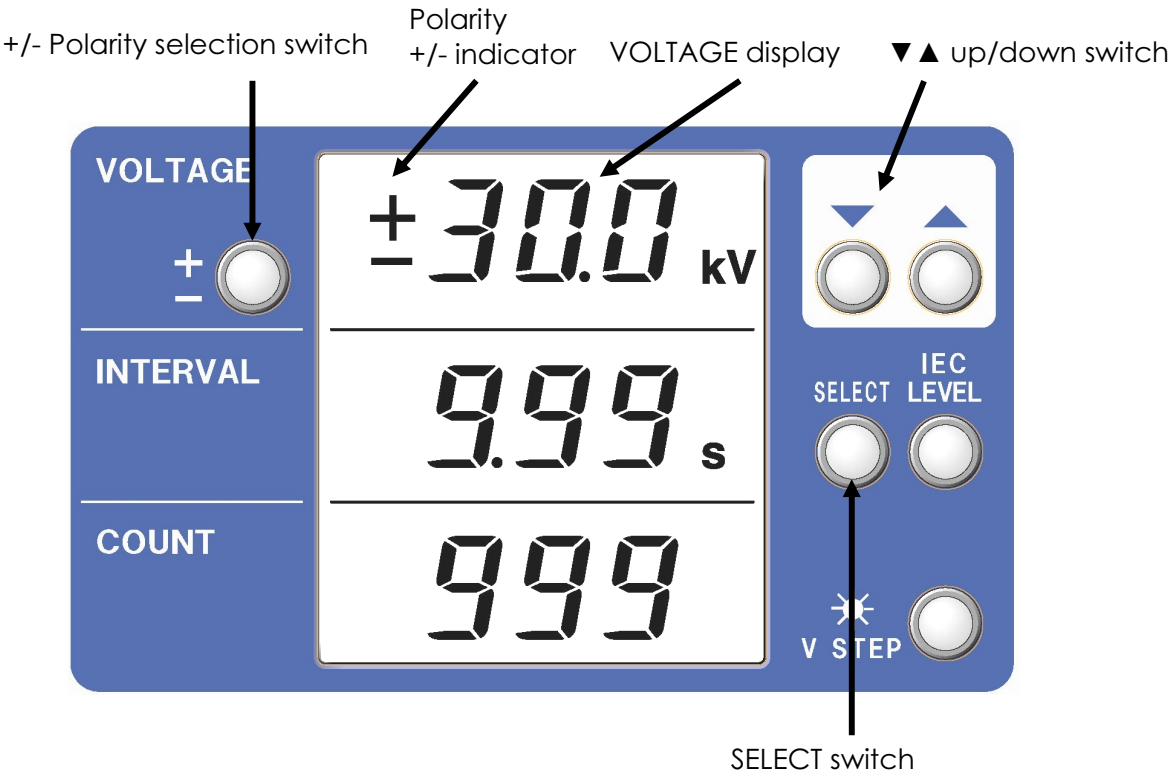 Polarity
+/- Polarity selection switch
+/- indicator
VOLTAGE display
▼▲ up/down switch
VOLTAGE
+
−
± 30.0 kV
INTERVAL
9.99 s
SELECT
IEC
LEVEL
COUNT
999
V STEP
SELECT switch